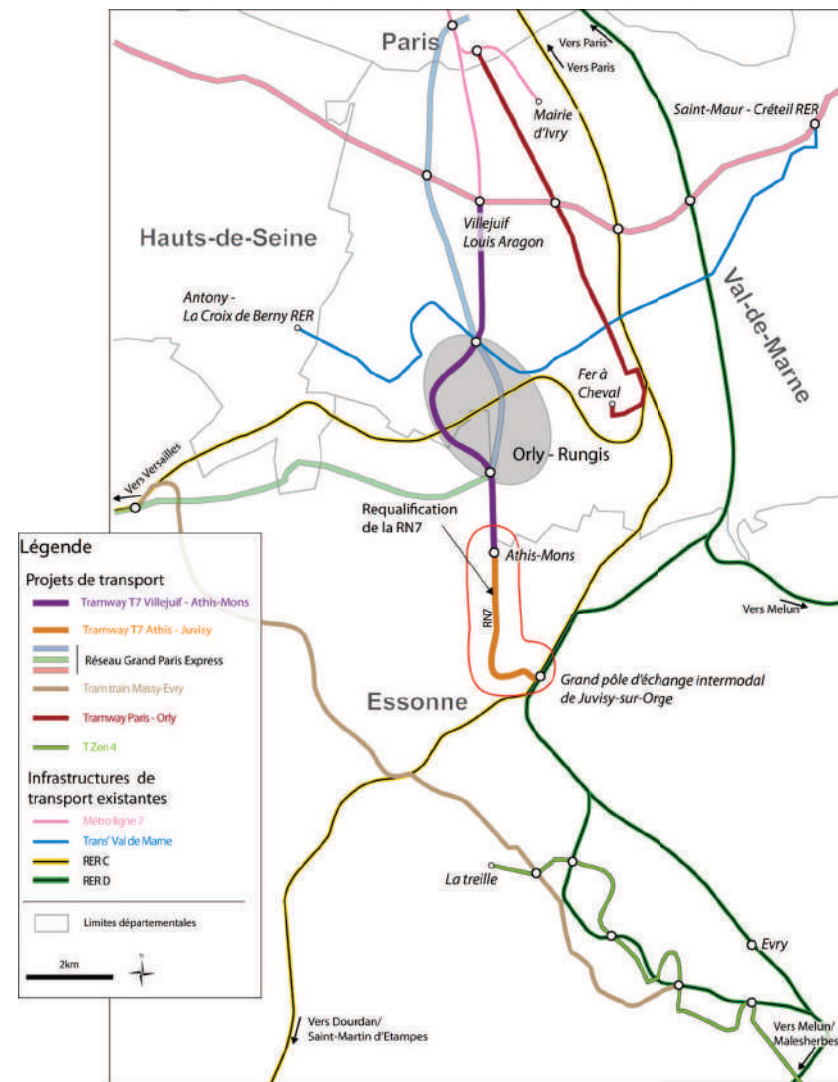 Paris
Vers Paris
Vers Paris
Saint-Maur - Créteil RER
Mairie
d'Ivry
Villejuif
Louis Aragon
Hauts-de-Seine
Val-de-Marne
Antony -
La Croix de Berny RER
Fer à
Cheval
Orly - Rungis
Vers Versailles
Requalification
de la RN7
Athis-Mons
RN7
Vers Melun
Grand pôle d'échange intermodal
de Juvisy-sur-Orge
Essonne
La treille
Evry
Vers Dourdan/
Saint-Martin d'Etampes
Vers Melun/
Malesherbes
Légende
Projets de transport
Tramway T7 Villejuif - Athis-Mons
Tramway T7 Athis - Juvisy
Réseau Grand Paris Express
Tram train Massy-Evry
Tramway Paris - Orly
T Zen 4
Infrastructures de
transport existantes
Métro ligne 7
Trans' Val de Marne
RER C
RER D
Limites départementales
2km
N